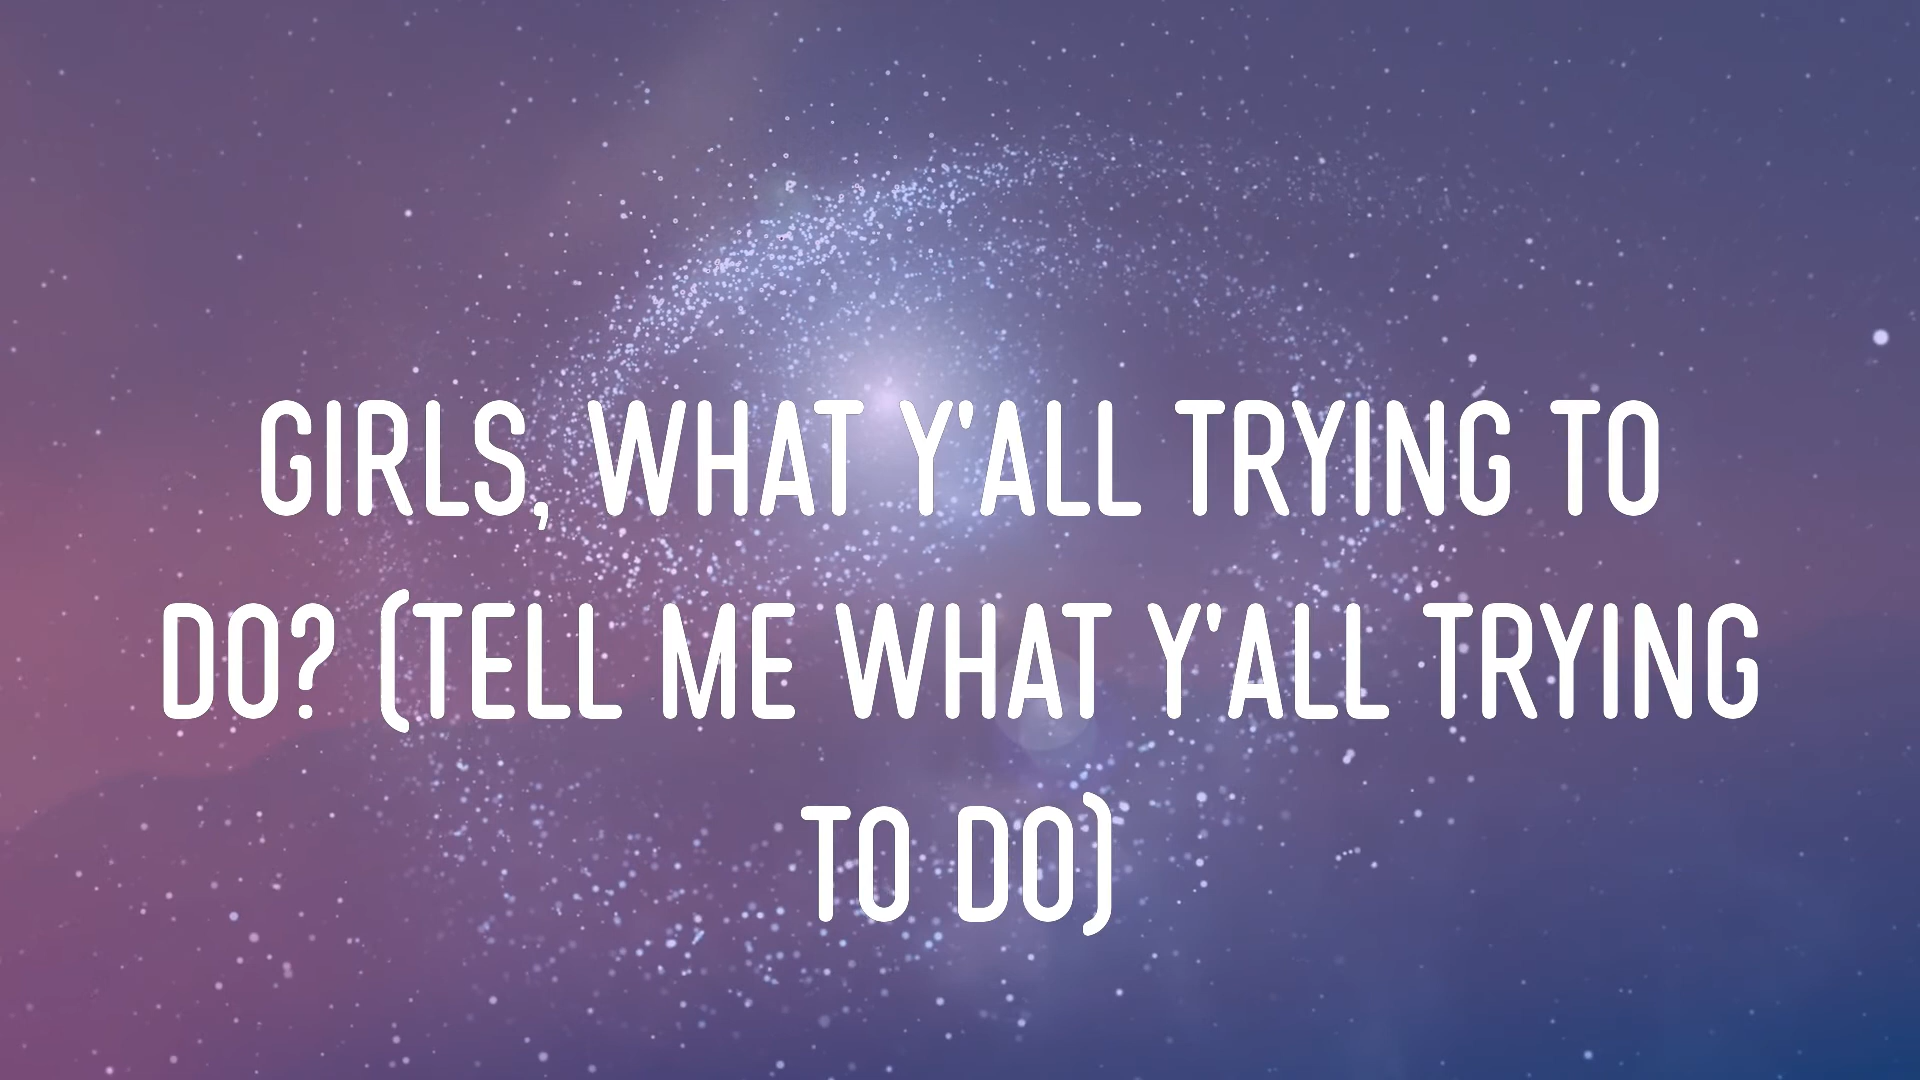 GIRLS, WHAT Y'ALL TRYING TO
DO? (TELL ME WHAT Y'ALL TRYING
TO DO)